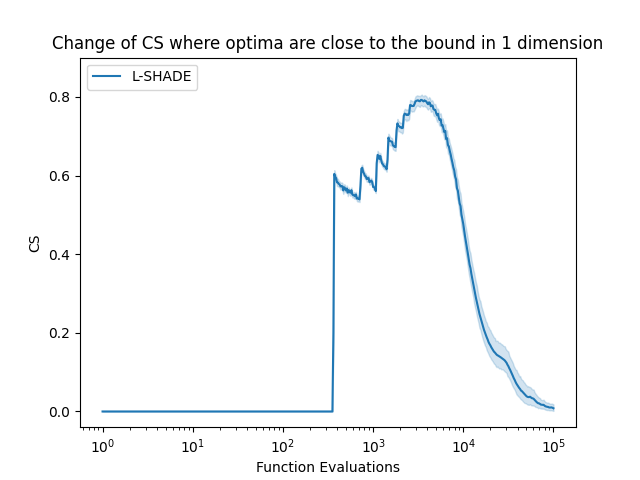 Change of CS where optima are close to the bound in 1 dimension
L-SHADE
0.8
0.6
0.4
0.2
0.0
CS
10⁰ 10¹ 10² 10³ 10⁴ 10⁵
Function Evaluations